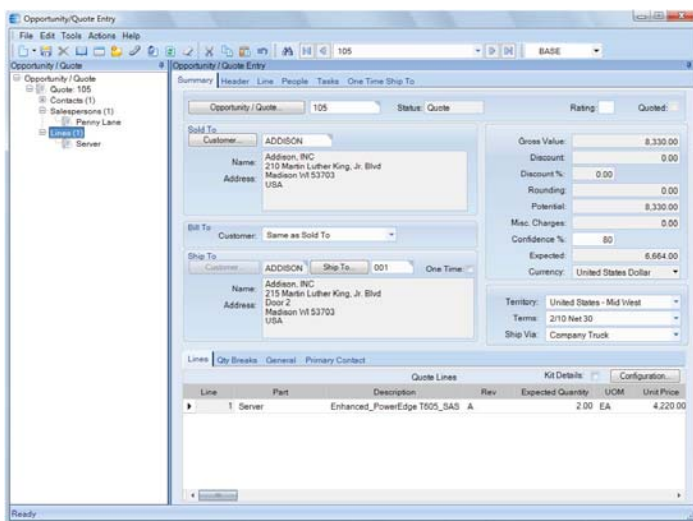 Opportunity/Quote Entry
File Edit Tools Actions Help
105
BASE
Opportunity / Quote
Opportunity / Quote
Quote: 105
Contacts (1)
Salespersons (1)
Penny Lane
Lines (1)
Server
Opportunity/Quote Entry
Summary Header Line People Tasks One Time Ship To
Opportunity / Quote... 105 Status: Quote Rating: Quoted:
Sold To
Customer... ADDISON
Name: Addison, INC
Address: 210 Martin Luther King, Jr. Blvd
Madison WI 53703
USA
Bill To
Customer: Same as Sold To
Ship To
Customer... ADDISON Ship To... 001 One Time:
Name: Addison, INC
Address: 215 Martin Luther King, Jr. Blvd
Door 2
Madison WI 53703
USA
Gross Value: 8,330.00
Discount: 0.00
Discount %: 0.00
Rounding: 0.00
Potential: 8,330.00
Misc. Charges: 0.00
Confidence %: 80
Expected: 6,664.00
Currency: United States Dollar
Territory: United States - Mid West
Terms: 2/10 Net 30
Ship Via: Company Truck
Lines Qty Breaks General Primary Contact
Quote Lines Kit Details: Configuration...
Line Part Description Rev Expected Quantity UOM Unit Price
1 Server Enhanced_PowerEdge T605_SAS A 2.00 EA 4,220.00
Ready